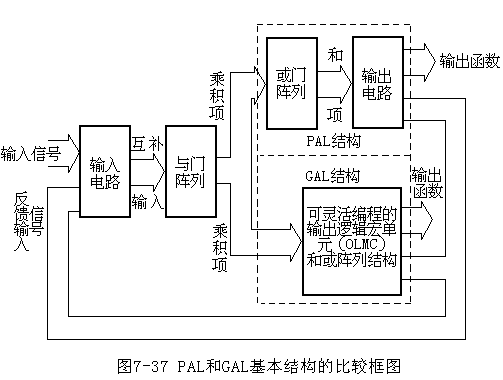 输入信号
反馈输入
信号
输入
电路
互补
输入
与门
阵列
乘积项
乘积项
或门
阵列
和
项
输出
电路
PAL结构
输出函数
GAL结构
可灵活编程的
输出逻辑宏单
元(OLMC)
和或阵列结构
输出
函数
图7-37 PAL和GAL基本结构的比较框图